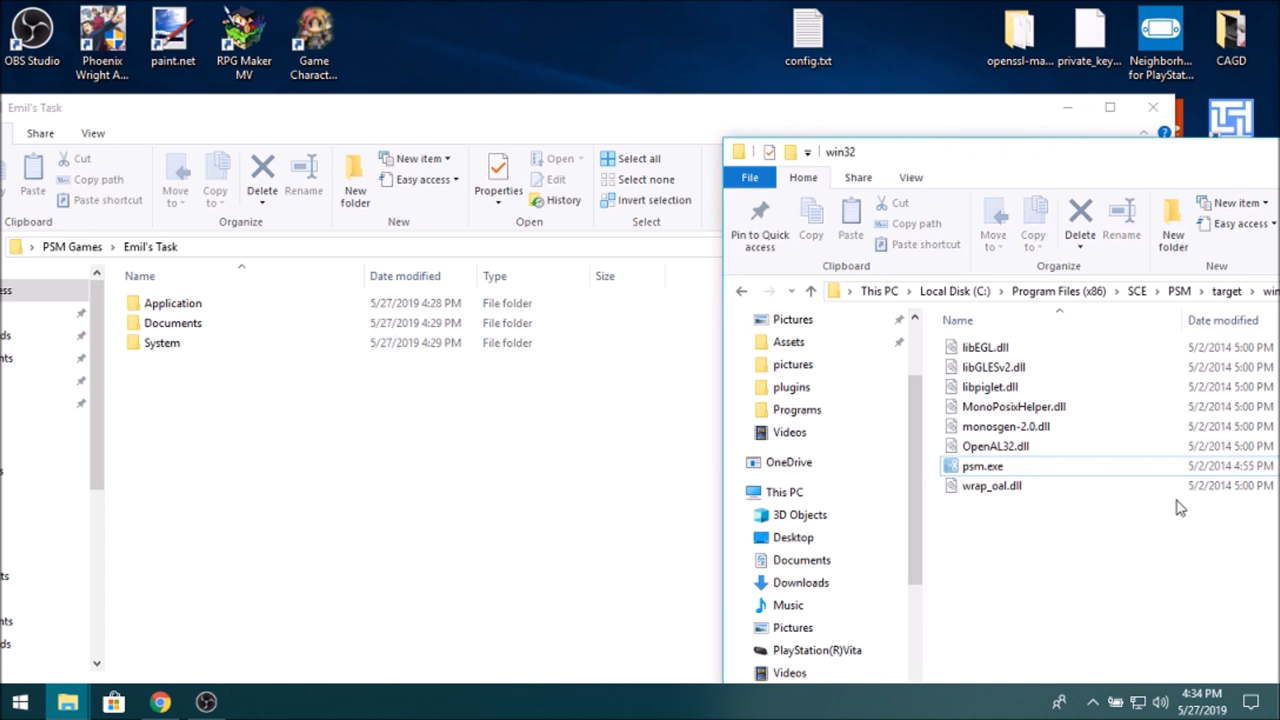 OBS Studio
Phoenix
Wright A...
paint.net
RPG Maker
MV
Game
Charact...
config.txt
openssl-ma...
private_key...
Neighborh...
for PlayStat...
CAGD
Emil's Task
Share View
Paste
Cut
Copy path
Paste shortcut
Clipboard
Move
to
Copy
to
Delete
Rename
Organize
New
folder
New item
Easy access
New
Properties
Open
Edit
History
Open
Select all
Select none
Invert selection
Select
PSM Games Emil's Task
Name Date modified Type Size
Application 5/27/2019 4:28 PM File folder
Documents 5/27/2019 4:29 PM File folder
System 5/27/2019 4:29 PM File folder
ess
ds
nts
s
ts
nts
ds
win32
File Home Share View
Pin to Quick
access
Copy
Paste
Cut
Copy path
Paste shortcut
Clipboard
Move
to
Copy
to
Delete
Rename
Organize
New
folder
New item
Easy access
New
This PC Local Disk (C:) Program Files (x86) SCE PSM target win
Pictures
Assets
pictures
plugins
Programs
Videos
OneDrive
This PC
3D Objects
Desktop
Documents
Downloads
Music
Pictures
PlayStation(R)Vita
Videos
Name Date modified
libEGL.dll 5/2/2014 5:00 PM
libGLESv2.dll 5/2/2014 5:00 PM
libpiglet.dll 5/2/2014 5:00 PM
MonoPosixHelper.dll 5/2/2014 5:00 PM
monosgen-2.0.dll 5/2/2014 5:00 PM
OpenAL32.dll 5/2/2014 5:00 PM
psm.exe 5/2/2014 4:55 PM
wrap_oal.dll 5/2/2014 5:00 PM
4:34 PM
5/27/2019